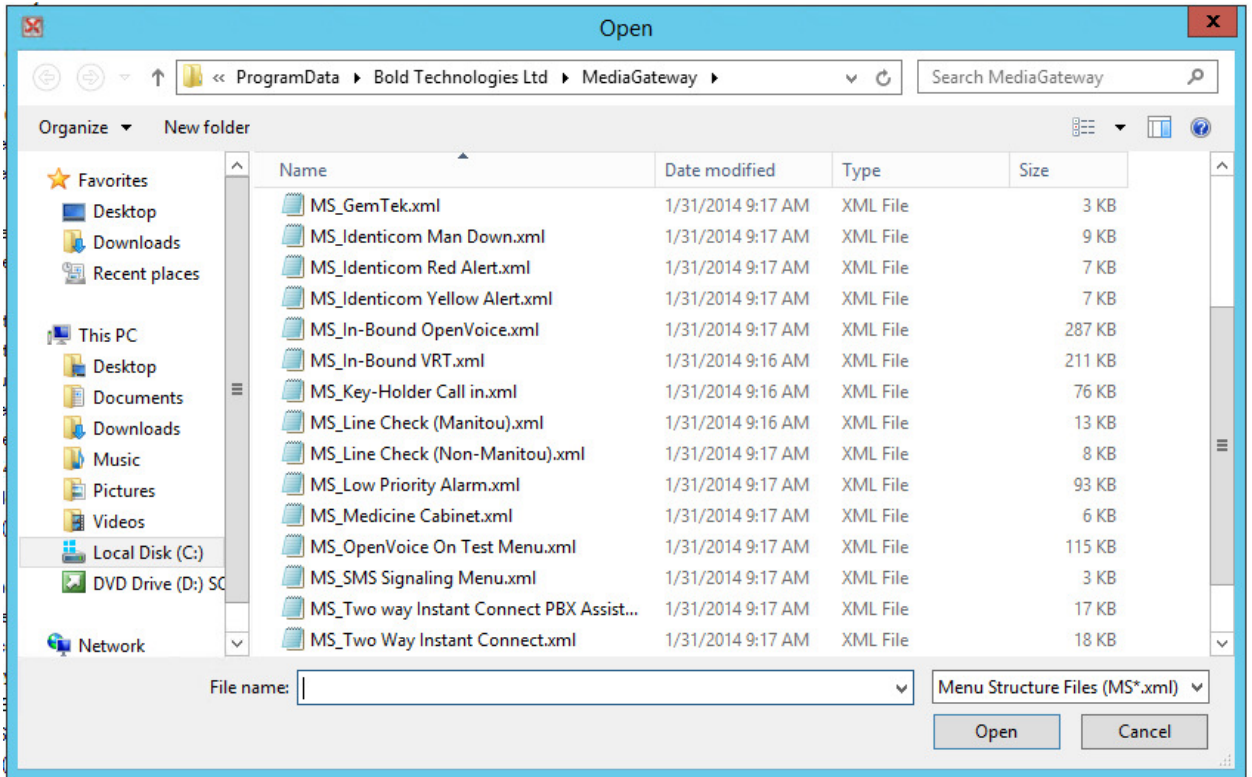 Open
x
« ProgramData ▸ Bold Technologies Ltd ▸ MediaGateway ▸ Search MediaGateway
Organize New folder
Name Date modified Type Size
Favorites
Desktop
Downloads
Recent places
This PC
Desktop
Documents
Downloads
Music
Pictures
Videos
Local Disk (C:)
DVD Drive (D:) SC
Network
MS_GemTek.xml 1/31/2014 9:17 AM XML File 3 KB
MS_Identicom Man Down.xml 1/31/2014 9:17 AM XML File 9 KB
MS_Identicom Red Alert.xml 1/31/2014 9:17 AM XML File 7 KB
MS_Identicom Yellow Alert.xml 1/31/2014 9:17 AM XML File 7 KB
MS_In-Bound OpenVoice.xml 1/31/2014 9:17 AM XML File 287 KB
MS_In-Bound VRT.xml 1/31/2014 9:16 AM XML File 211 KB
MS_Key-Holder Call in.xml 1/31/2014 9:16 AM XML File 76 KB
MS_Line Check (Manitou).xml 1/31/2014 9:16 AM XML File 13 KB
MS_Line Check (Non-Manitou).xml 1/31/2014 9:17 AM XML File 8 KB
MS_Low Priority Alarm.xml 1/31/2014 9:17 AM XML File 93 KB
MS_Medicine Cabinet.xml 1/31/2014 9:17 AM XML File 6 KB
MS_OpenVoice On Test Menu.xml 1/31/2014 9:17 AM XML File 115 KB
MS_SMS Signaling Menu.xml 1/31/2014 9:17 AM XML File 3 KB
MS_Two way Instant Connect PBX Assist... 1/31/2014 9:17 AM XML File 17 KB
MS_Two Way Instant Connect.xml 1/31/2014 9:17 AM XML File 18 KB
File name: Menu Structure Files (MS*.xml)
Open Cancel